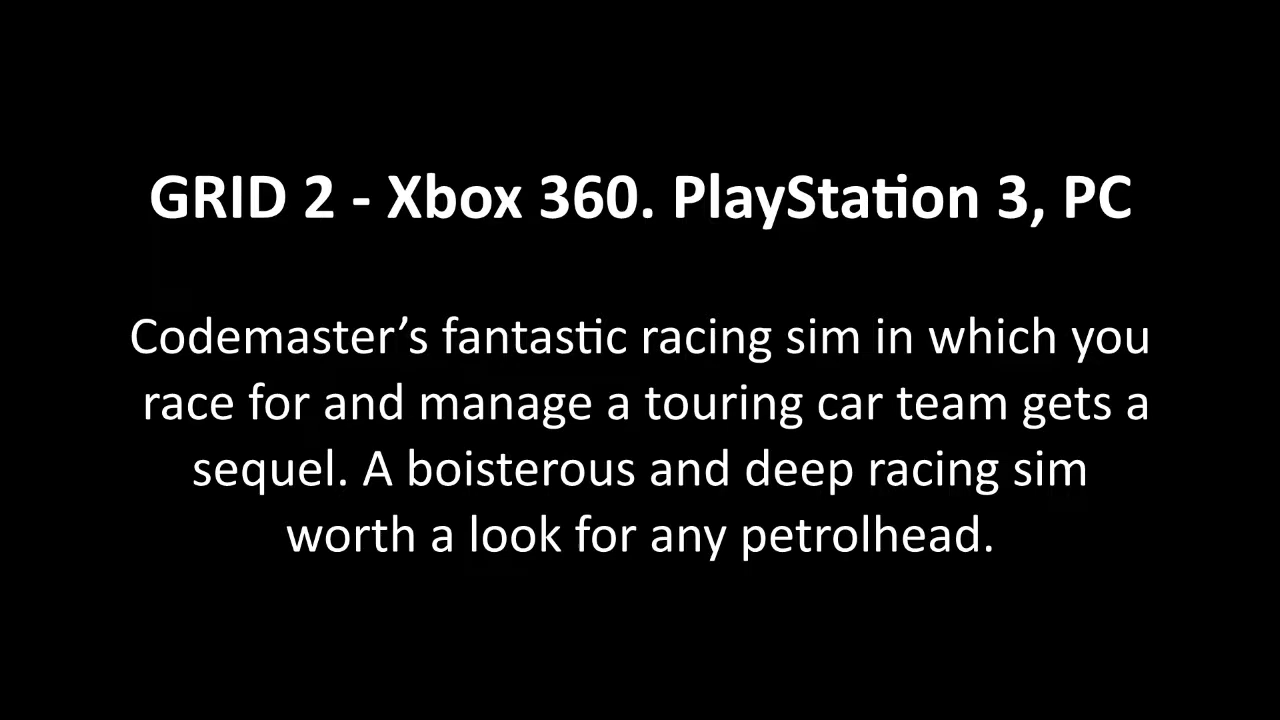 GRID 2 - Xbox 360. PlayStation 3, PC
Codemaster’s fantastic racing sim in which you
race for and manage a touring car team gets a
sequel. A boisterous and deep racing sim
worth a look for any petrolhead.